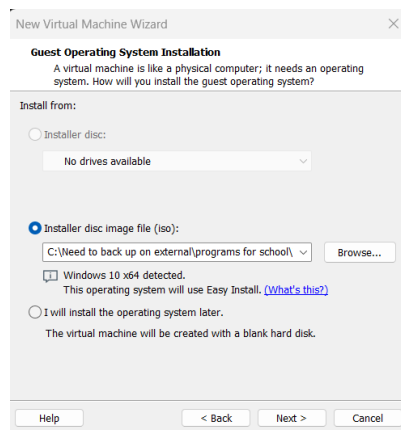 New Virtual Machine Wizard
Guest Operating System Installation
A virtual machine is like a physical computer; it needs an operating
system. How will you install the guest operating system?
Install from:
Installer disc:
No drives available
Installer disc image file (iso):
C:\Need to back up on external\programs for school\
Browse...
Windows 10 x64 detected.
This operating system will use Easy Install. (What's this?)
I will install the operating system later.
The virtual machine will be created with a blank hard disk.
Help
< Back
Next >
Cancel